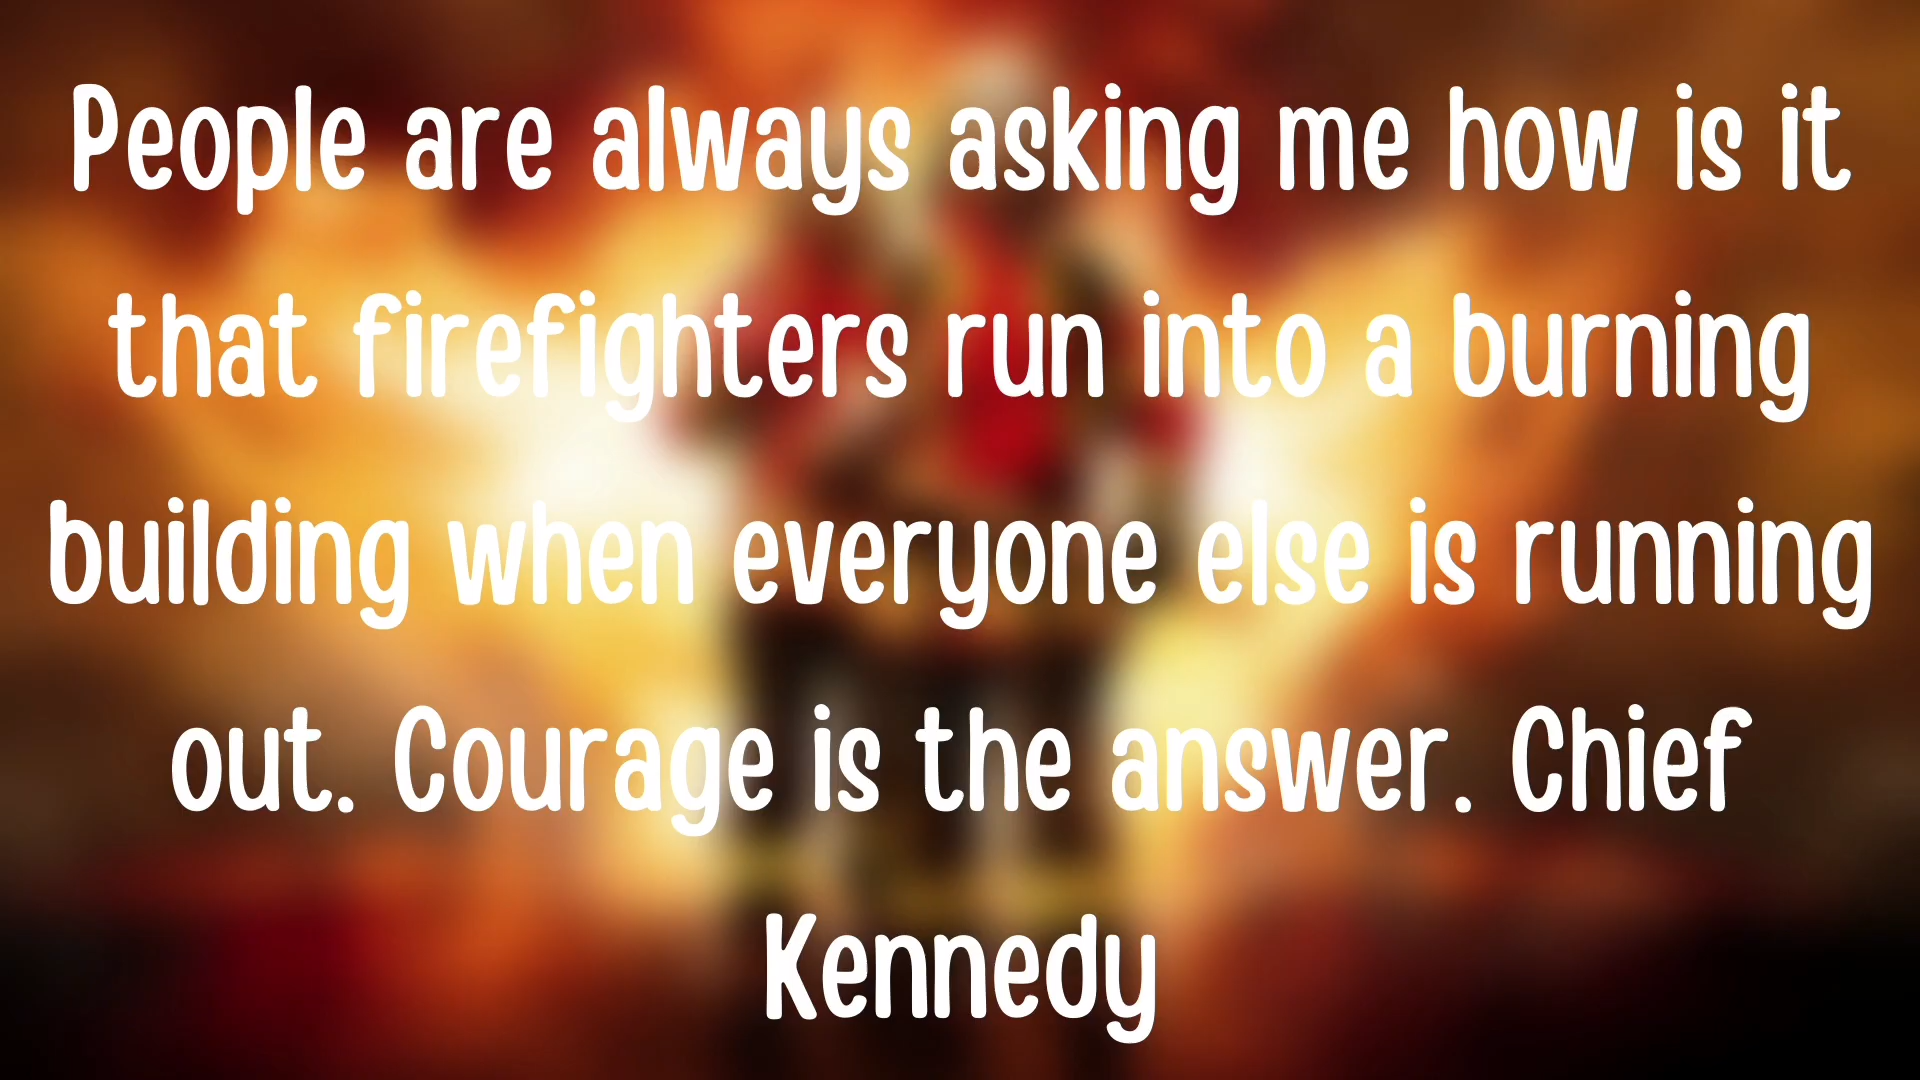 People are always asking me how is it
that firefighters run into a burning
building when everyone else is running
out. Courage is the answer. Chief
Kennedy